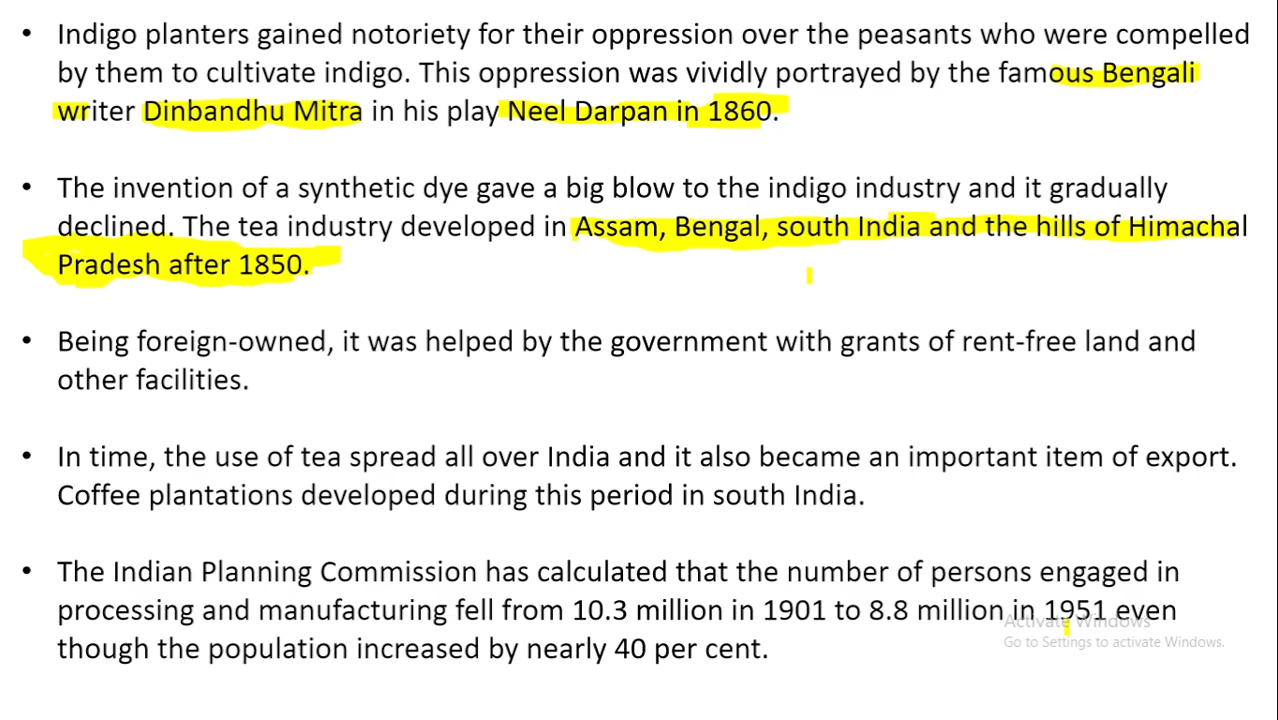 • Indigo planters gained notoriety for their oppression over the peasants who were compelled
by them to cultivate indigo. This oppression was vividly portrayed by the famous Bengali
writer Dinbandhu Mitra in his play Neel Darpan in 1860.
• The invention of a synthetic dye gave a big blow to the indigo industry and it gradually
declined. The tea industry developed in Assam, Bengal, south India and the hills of Himachal
Pradesh after 1850.
• Being foreign-owned, it was helped by the government with grants of rent-free land and
other facilities.
• In time, the use of tea spread all over India and it also became an important item of export.
Coffee plantations developed during this period in south India.
• The Indian Planning Commission has calculated that the number of persons engaged in
processing and manufacturing fell from 10.3 million in 1901 to 8.8 million in 1951 even
though the population increased by nearly 40 per cent.
Activate Windows
Go to Settings to activate Windows.